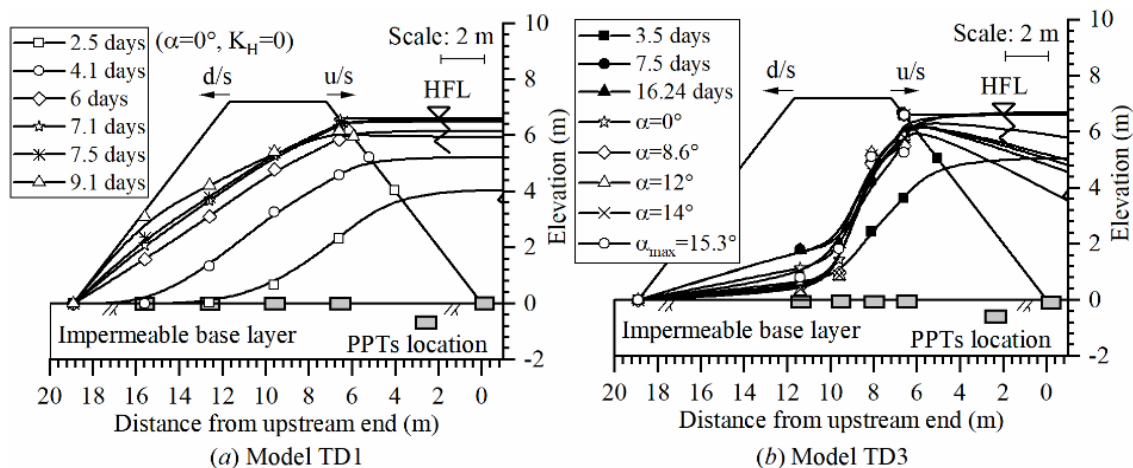 2.5 days
4.1 days
6 days
7.1 days
7.5 days
9.1 days
(α=0°, K_H=0)
Scale: 2 m
d/s
u/s
HFL
10
8
6
4
2
0
-2
Elevation (m)
Impermeable base layer
PPTs location
20 18 16 14 12 10 8 6 4 2 0
Distance from upstream end (m)
(a) Model TD1
3.5 days
7.5 days
16.24 days
α=0°
α=8.6°
α=12°
α=14°
α_max=15.3°
Scale: 2 m
d/s
u/s
HFL
10
8
6
4
2
0
-2
Elevation (m)
Impermeable base layer
PPTs location
20 18 16 14 12 10 8 6 4 2 0
Distance from upstream end (m)
(b) Model TD3